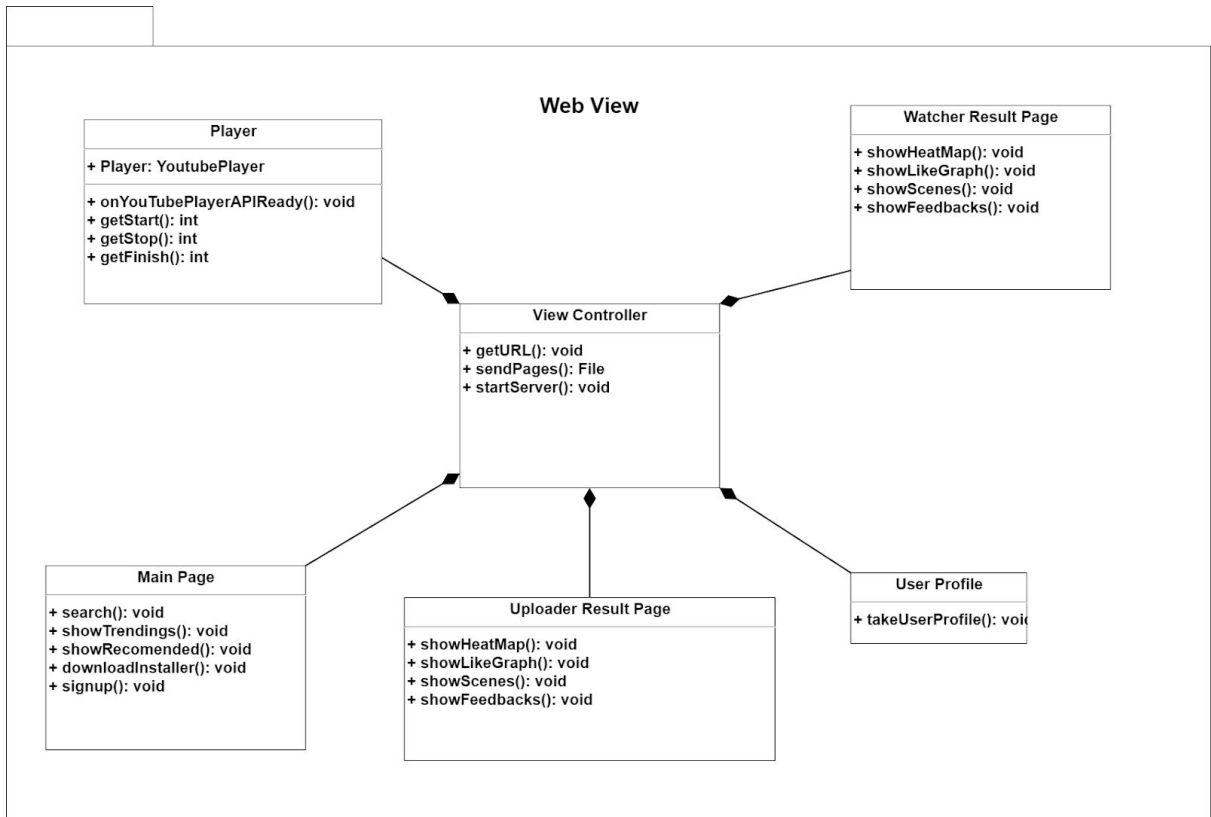 Web View
Player
+ Player: YoutubePlayer
+ onYouTubePlayerAPIReady(): void
+ getStart(): int
+ getStop(): int
+ getFinish(): int
Watcher Result Page
+ showHeatMap(): void
+ showLikeGraph(): void
+ showScenes(): void
+ showFeedbacks(): void
View Controller
+ getURL(): void
+ sendPages(): File
+ startServer(): void
Main Page
+ search(): void
+ showTrendings(): void
+ showRecomended(): void
+ downloadInstaller(): void
+ signup(): void
Uploader Result Page
+ showHeatMap(): void
+ showLikeGraph(): void
+ showScenes(): void
+ showFeedbacks(): void
User Profile
+ takeUserProfile(): void